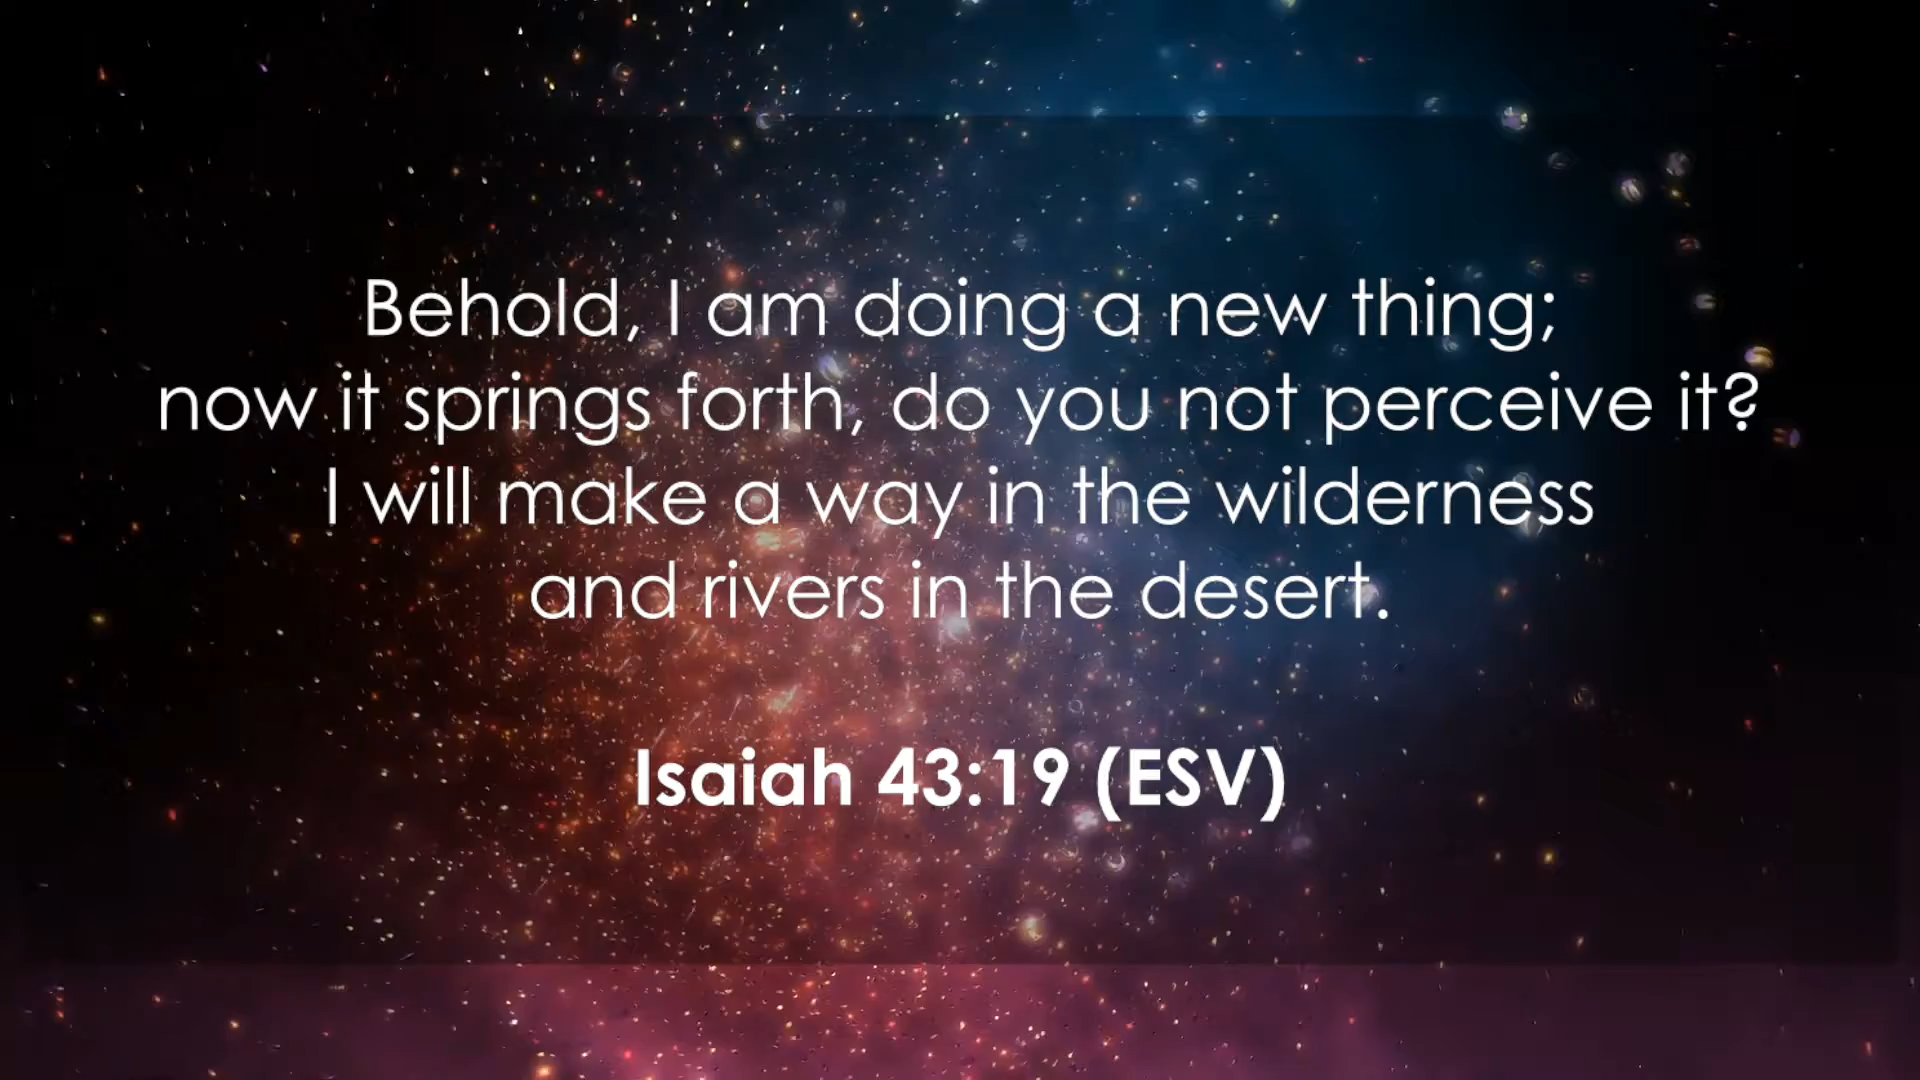 Behold, I am doing a new thing;
now it springs forth, do you not perceive it?
I will make a way in the wilderness
and rivers in the desert.
Isaiah 43:19 (ESV)